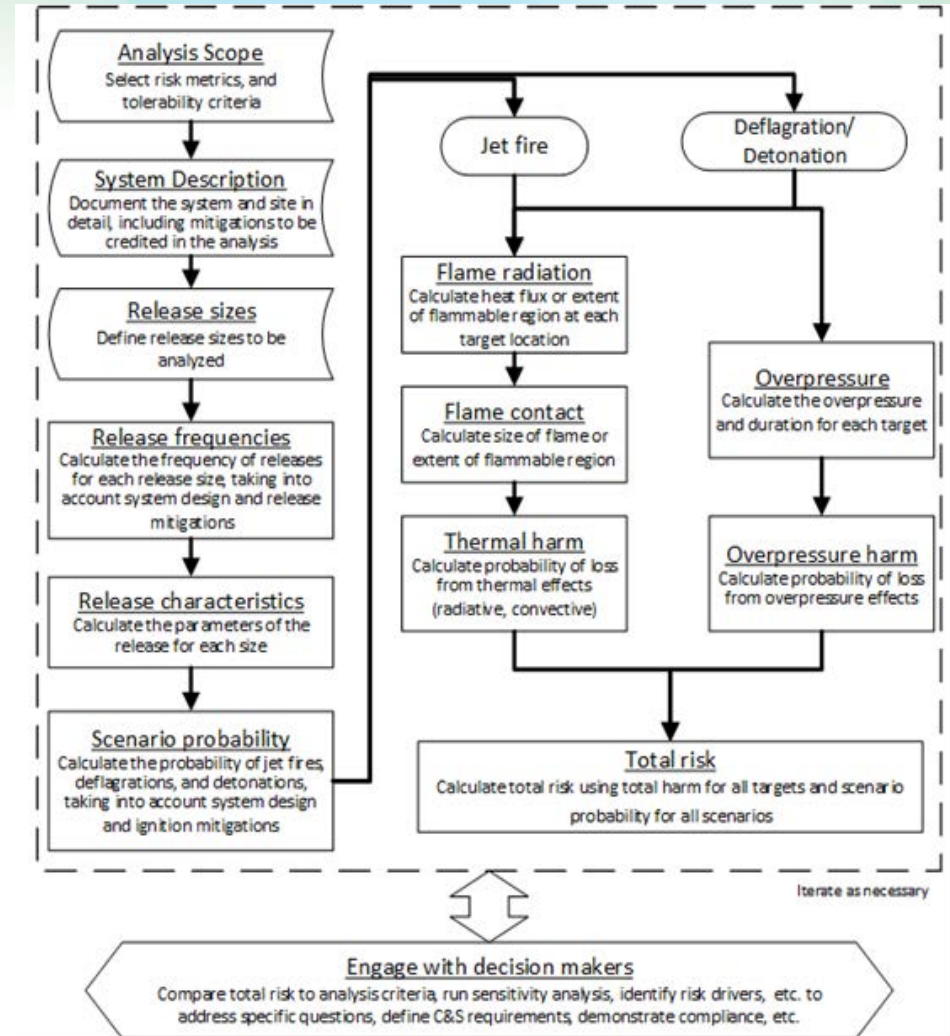 Analysis Scope
Select risk metrics, and
tolerability criteria
System Description
Document the system and site in
detail, including mitigations to be
credited in the analysis
Release sizes
Define release sizes to be
analyzed
Release frequencies
Calculate the frequency of releases
for each release size, taking into
account system design and release
mitigations
Release characteristics
Calculate the parameters of the
release for each size
Scenario probability
Calculate the probability of jet fires,
deflagrations, and detonations,
taking into account system design
and ignition mitigations
Jet fire
Deflagration/
Detonation
Flame radiation
Calculate heat flux or extent
of flammable region at each
target location
Flame contact
Calculate size of flame or
extent of flammable region
Thermal harm
Calculate probability of loss
from thermal effects
(radiative, convective)
Overpressure
Calculate the overpressure
and duration for each target
Overpressure harm
Calculate probability of loss
from overpressure effects
Total risk
Calculate total risk using total harm for all targets and scenario
probability for all scenarios
Iterate as necessary
Engage with decision makers
Compare total risk to analysis criteria, run sensitivity analysis, identify risk drivers, etc. to
address specific questions, define C&S requirements, demonstrate compliance, etc.